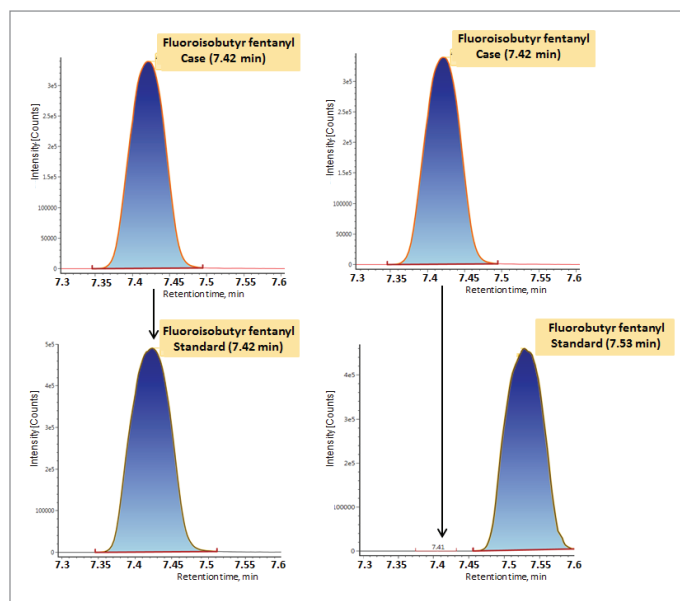 Fluoroisobutyr fentanyl
Case (7.42 min)
Intensity [Counts]
3e5
2.5e5
2e5
1.5e5
100000
50000
0
7.3 7.35 7.4 7.45 7.5 7.55 7.6
Retention time, min
Fluoroisobutyr fentanyl
Case (7.42 min)
Intensity [Counts]
3e5
2.5e5
2e5
1.5e5
100000
50000
0
7.3 7.35 7.4 7.45 7.5 7.55 7.6
Retention time, min
Fluoroisobutyr fentanyl
Standard (7.42 min)
Intensity [Counts]
5e5
4e5
3e5
2e5
100000
0
7.3 7.35 7.4 7.45 7.5 7.55 7.6
Retention time, min
Fluorobutyr fentanyl
Standard (7.53 min)
Intensity [Counts]
4e5
3e5
2e5
100000
0
7.41
7.3 7.35 7.4 7.45 7.5 7.55 7.6
Retention time, min